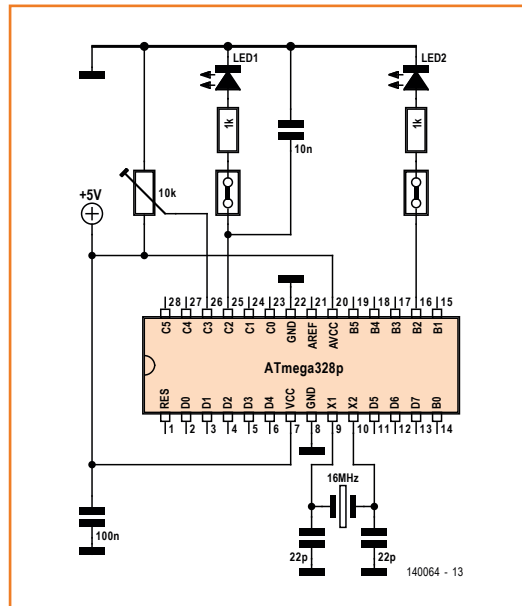 LED1
LED2
1k
1k
10n
+5V
10k
28 27 26 25 24 23 22 21 20 19 18 17 16 15
C5 C4 C3 C2 C1 C0 GND AREF AVCC B5 B4 B3 B2 B1
ATmega328p
RES D0 D1 D2 D3 D4 VCC GND X1 X2 D5 D6 D7 B0
1 2 3 4 5 6 7 8 9 10 11 12 13 14
16MHz
100n
22p
22p
140064 - 13